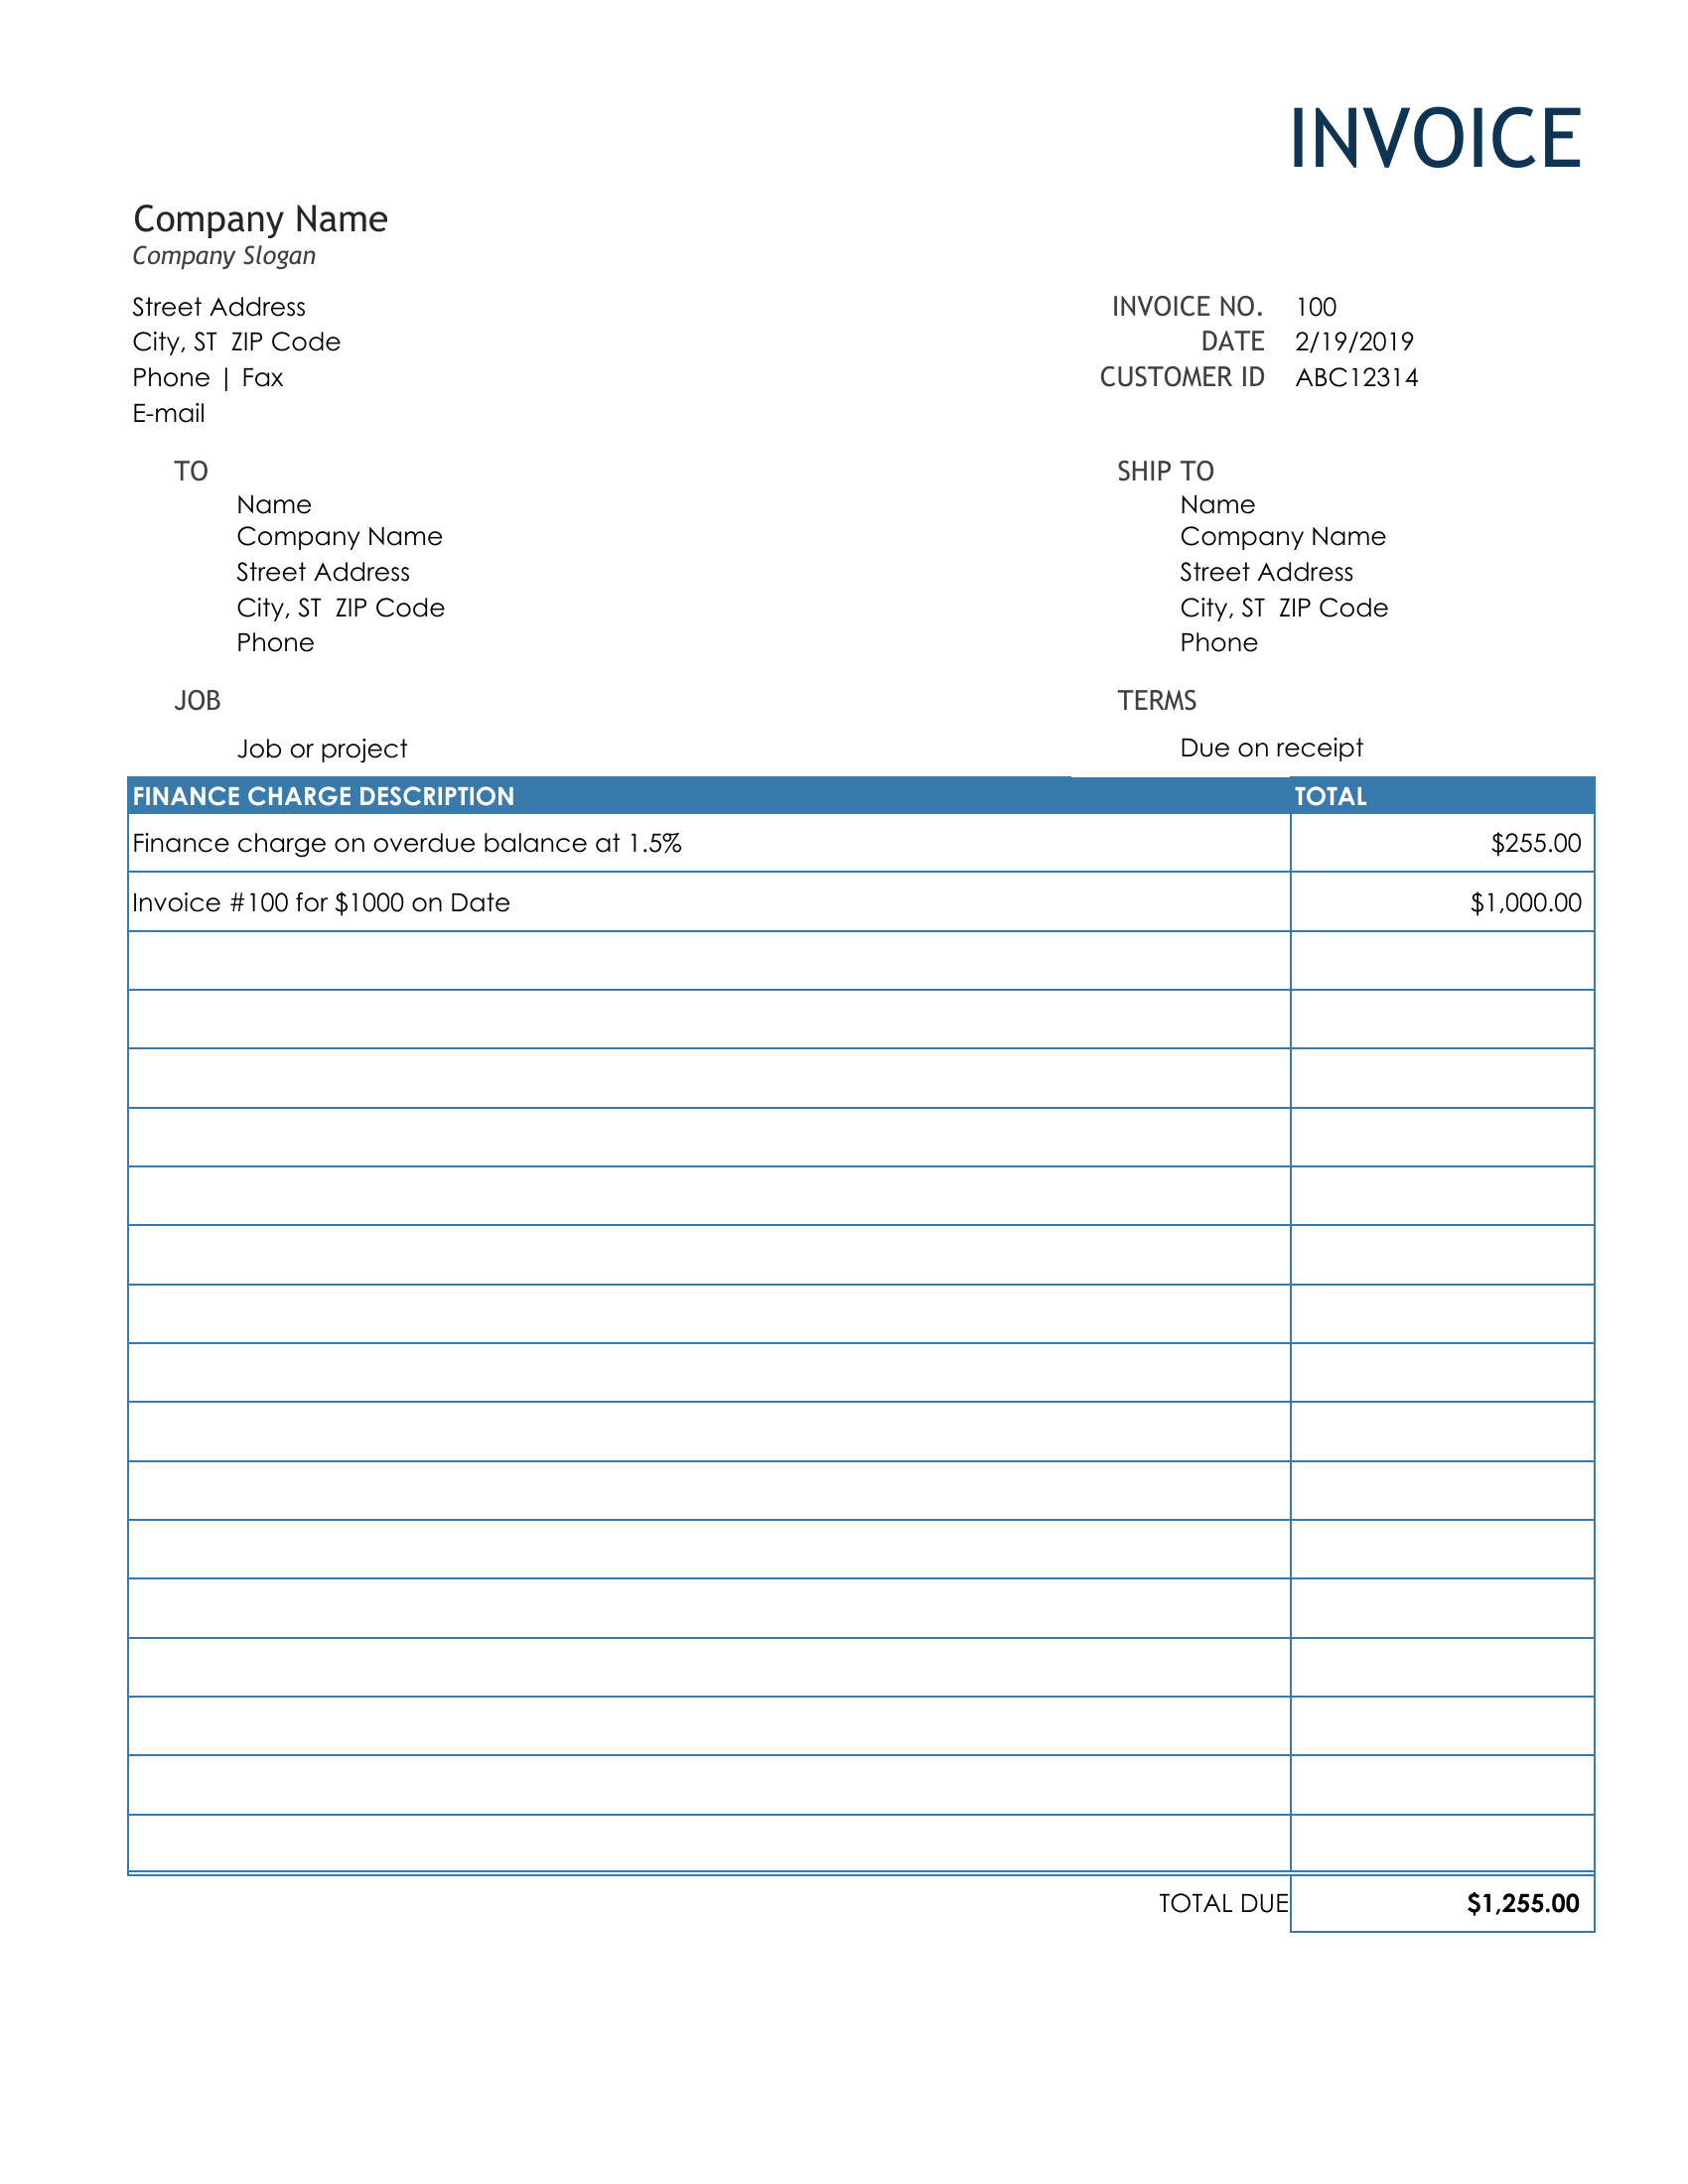 INVOICE
Company Name
Company Slogan
Street Address
City, ST  ZIP Code
Phone | Fax
E-mail
INVOICE NO. 100
DATE 2/19/2019
CUSTOMER ID ABC12314
TO
Name
Company Name
Street Address
City, ST  ZIP Code
Phone
SHIP TO
Name
Company Name
Street Address
City, ST  ZIP Code
Phone
JOB
Job or project
TERMS
Due on receipt
FINANCE CHARGE DESCRIPTION TOTAL
Finance charge on overdue balance at 1.5% $255.00
Invoice #100 for $1000 on Date $1,000.00
TOTAL DUE $1,255.00